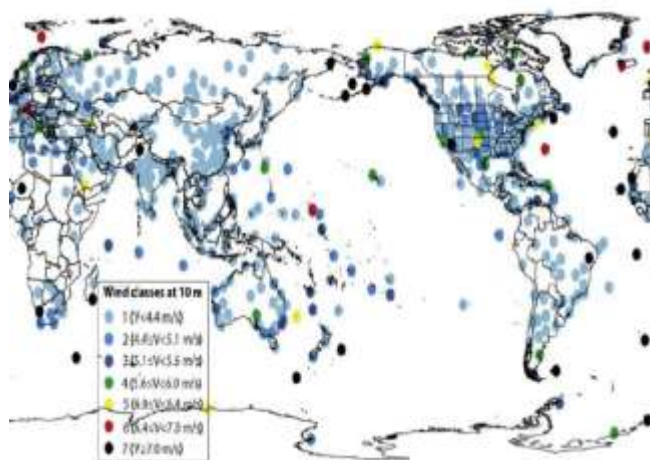 Wind classes at 10 m
1 (V<4.4 m/s)
2 (4.4≤V<5.1 m/s)
3 (5.1≤V<5.6 m/s)
4 (5.6≤V<6.0 m/s)
5 (6.0≤V<6.4 m/s)
6 (6.4≤V<7.0 m/s)
7 (V≥7.0 m/s)